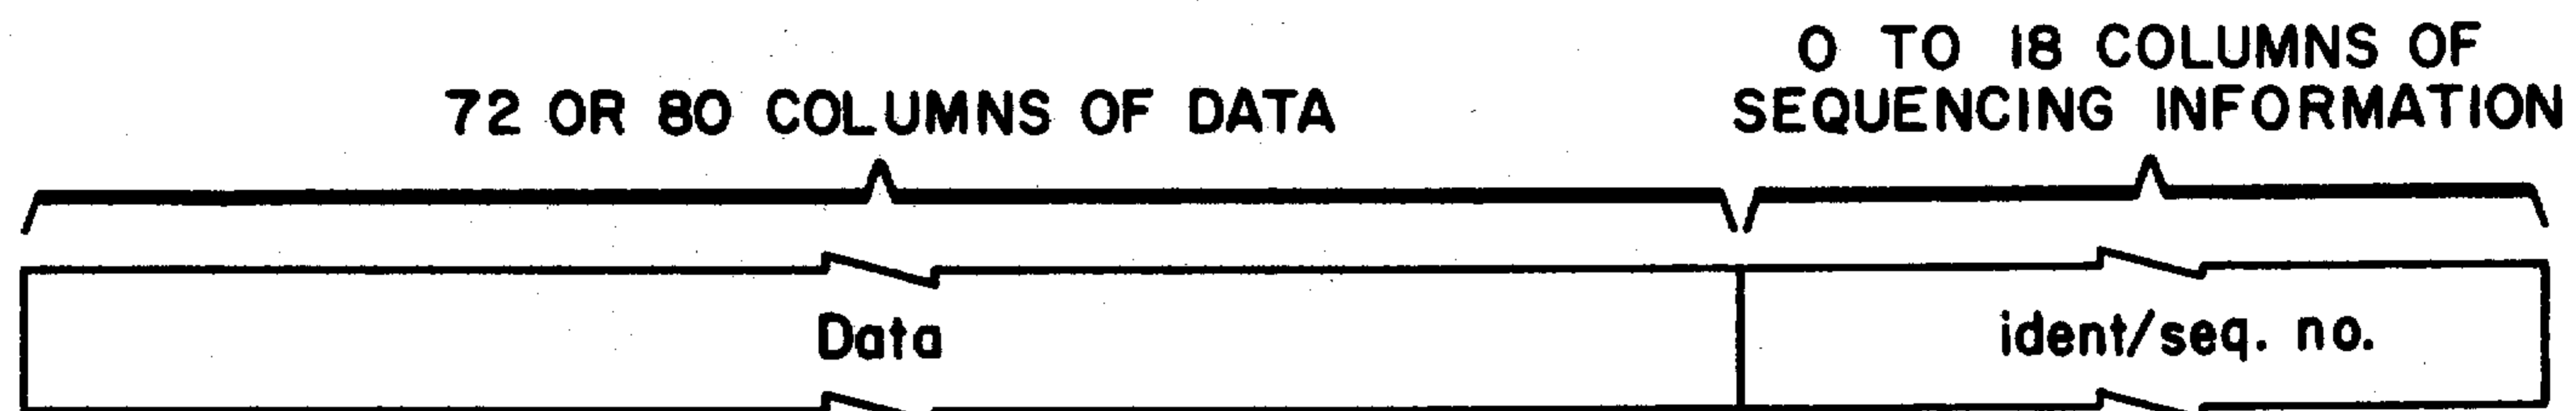 72 OR 80 COLUMNS OF DATA
0 TO 18 COLUMNS OF
SEQUENCING INFORMATION
Data
ident/seq. no.